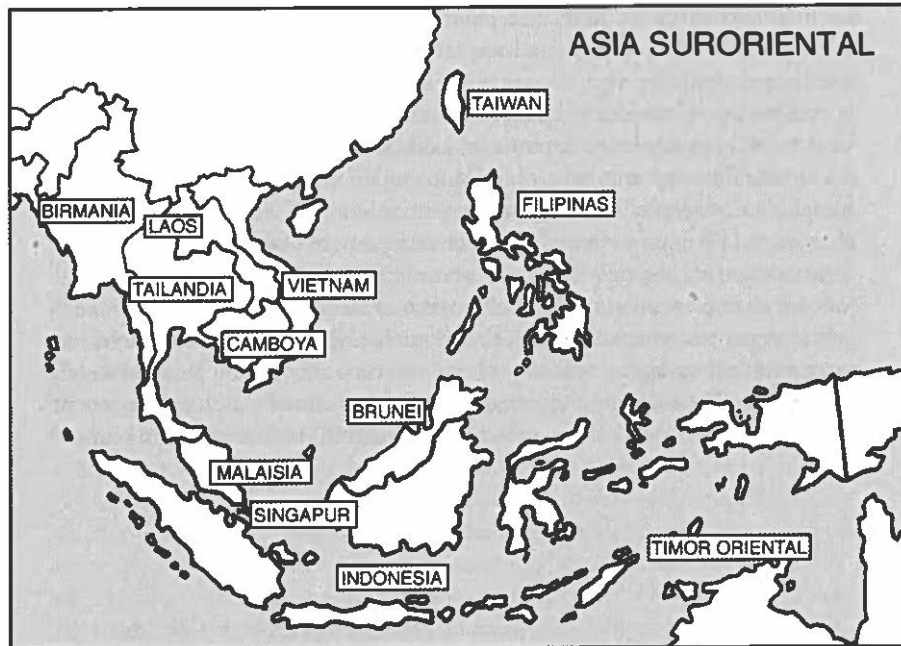 ASIA SURORIENTAL
TAIWAN
BIRMANIA
FILIPINAS
LAOS
TAILANDIA
VIETNAM
CAMBOYA
BRUNEI
MALAISIA
SINGAPUR
TIMOR ORIENTAL
INDONESIA